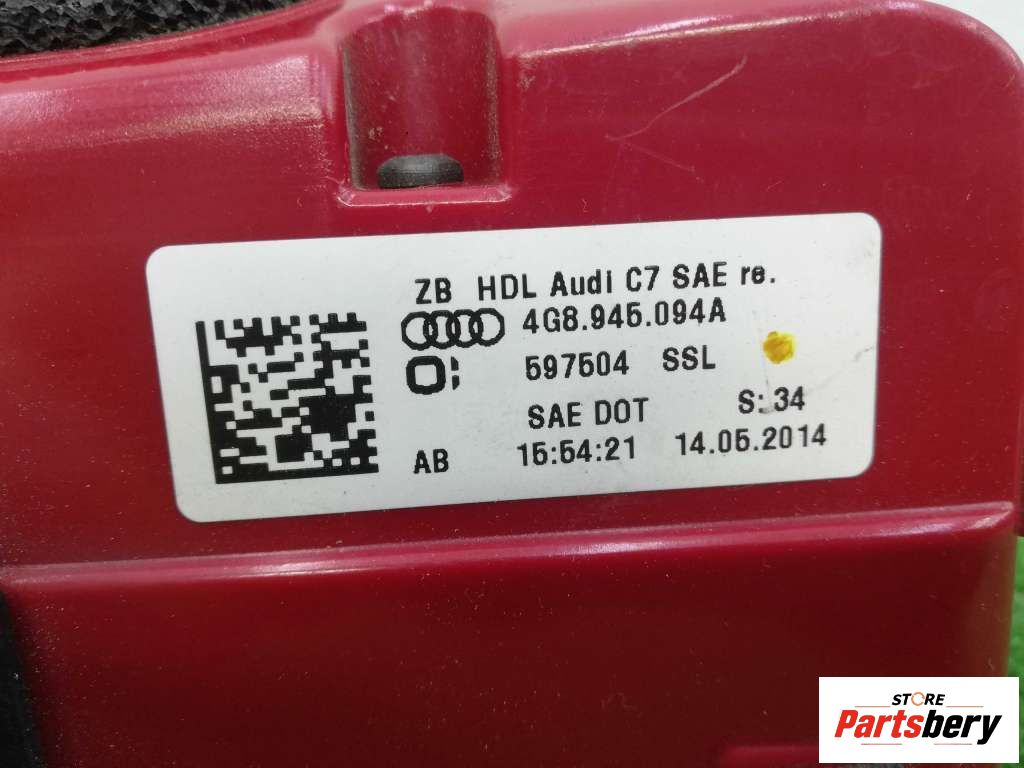 ZB HDL Audi C7 SAE re.
4G8.945.094A
597504 SSL
SAE DOT S: 34
AB 15:54:21 14.05.2014
STORE
Partsbery